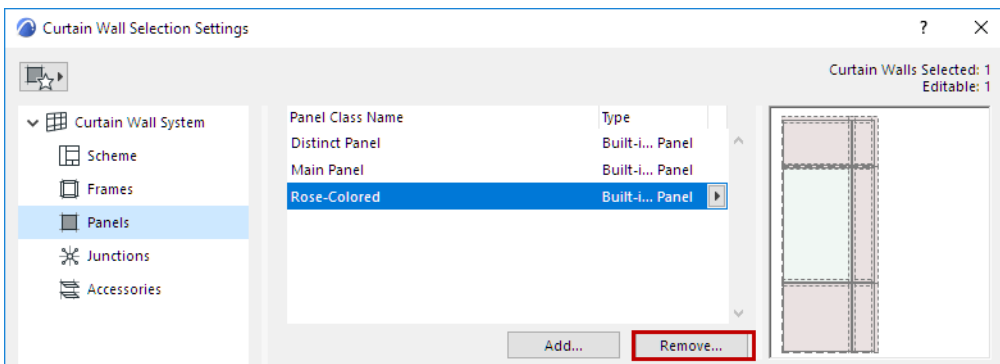 Curtain Wall Selection Settings
?
Curtain Walls Selected: 1
Editable: 1
Curtain Wall System
Scheme
Frames
Panels
Junctions
Accessories
Panel Class Name Type
Distinct Panel Built-i... Panel
Main Panel Built-i... Panel
Rose-Colored Built-i... Panel
Add... Remove...